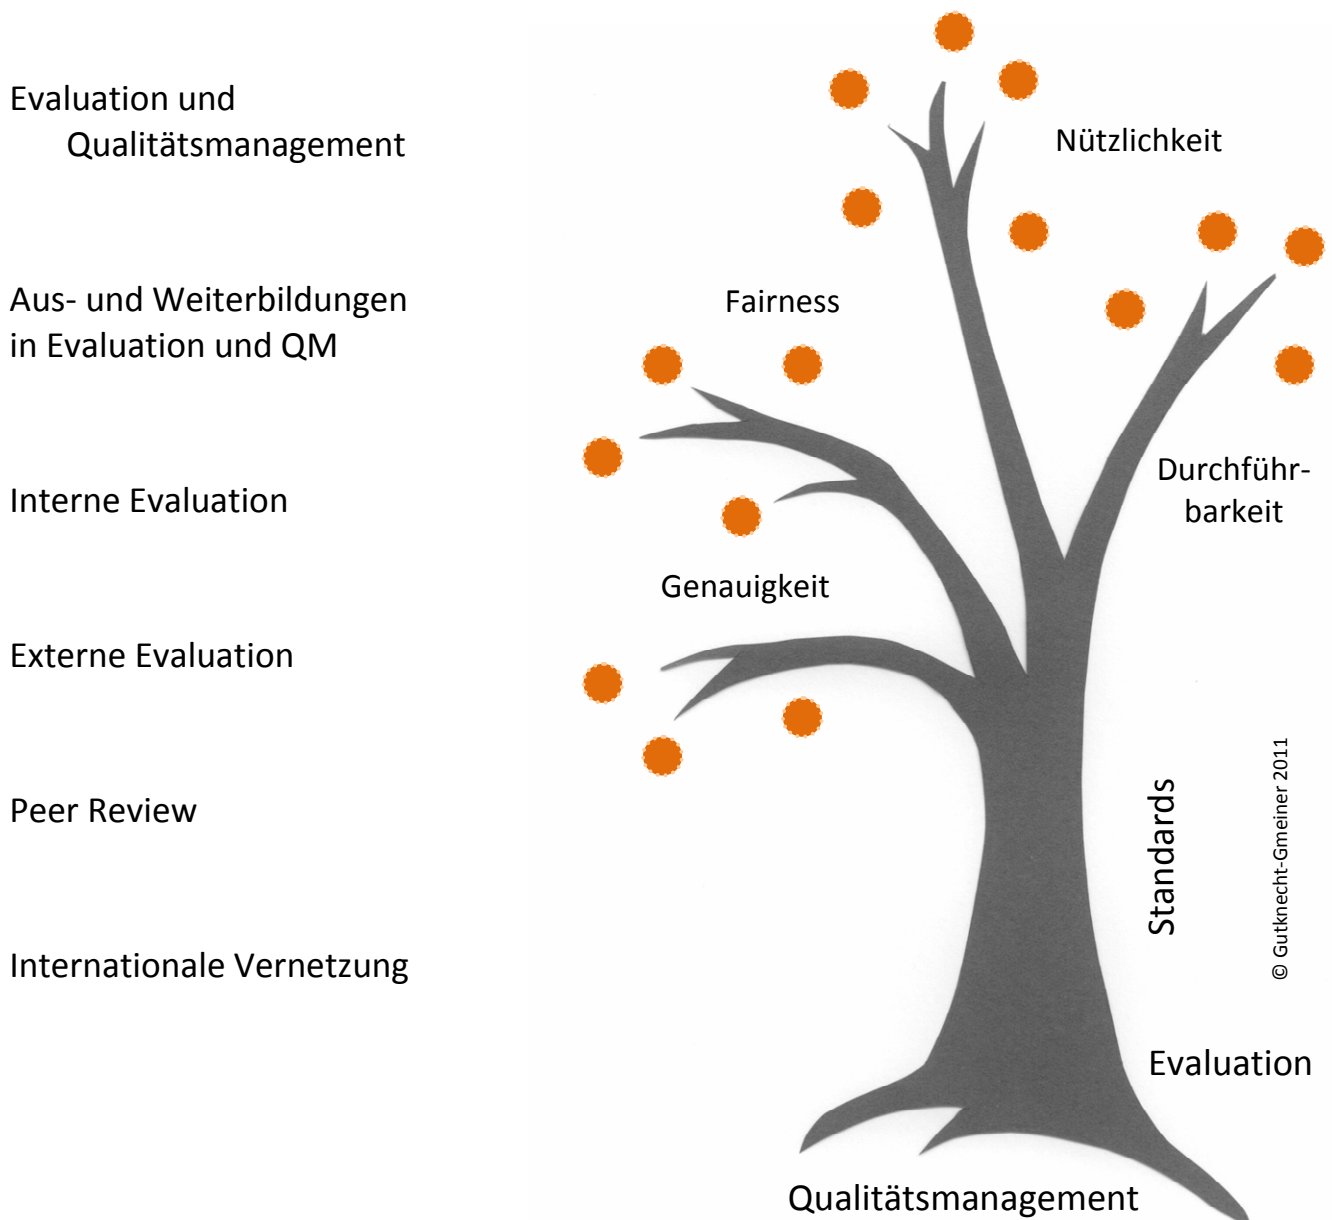 Evaluation und
Qualitätsmanagement
Aus- und Weiterbildungen
in Evaluation und QM
Interne Evaluation
Externe Evaluation
Peer Review
Internationale Vernetzung
Nützlichkeit
Fairness
Durchführ-
barkeit
Genauigkeit
Standards
© Gutknecht-Gmeiner 2011
Evaluation
Qualitätsmanagement